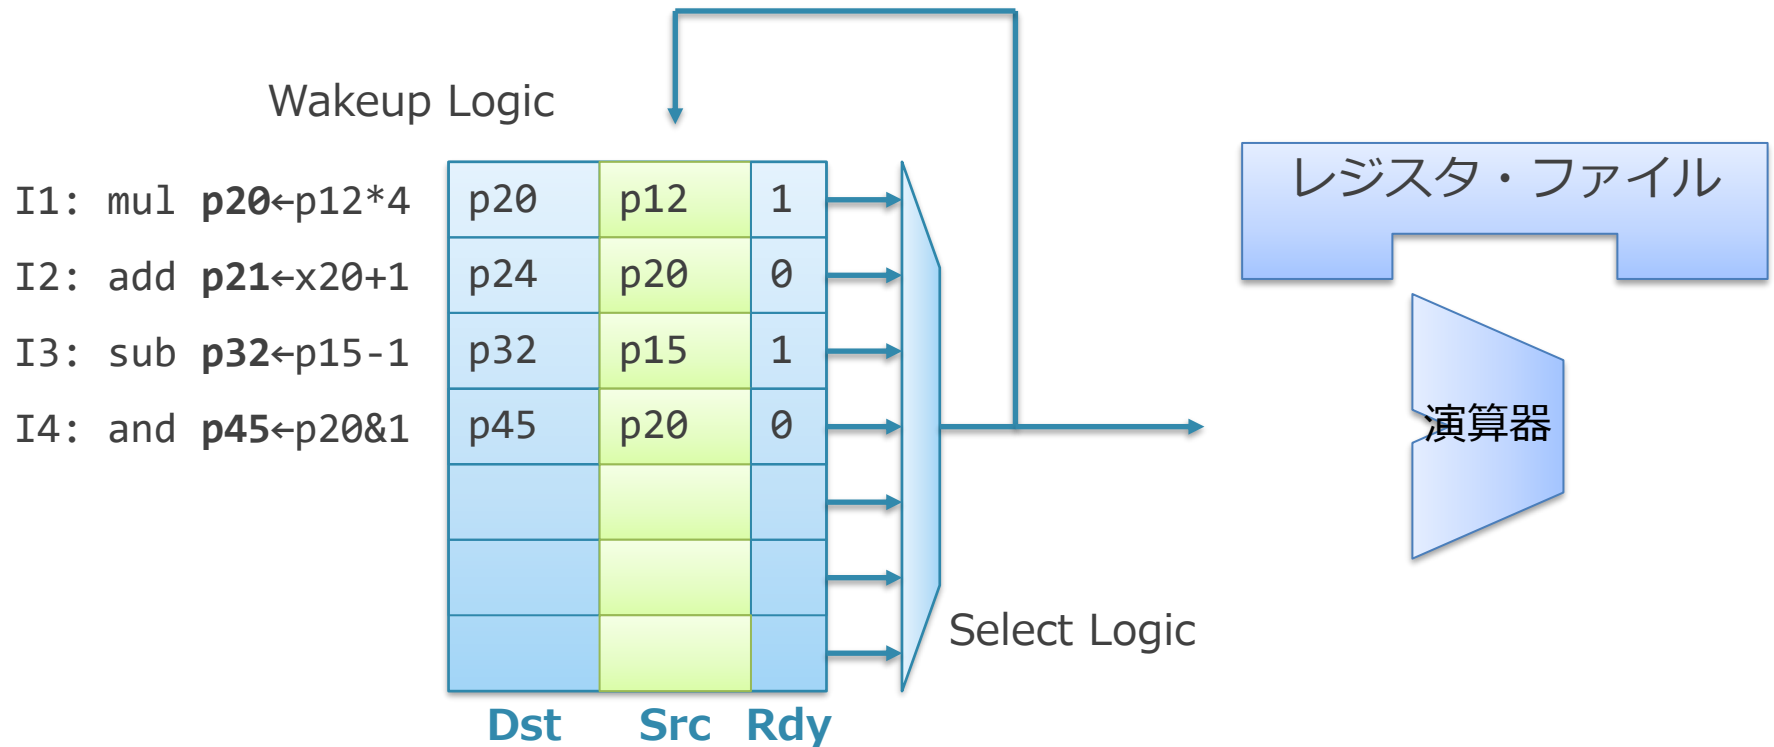 Wakeup Logic
レジスタ・ファイル
I1: mul p20←p12*4 p20 p12 1
I2: add p21←x20+1 p24 p20 0
I3: sub p32←p15-1 p32 p15 1
I4: and p45←p20&1 p45 p20 0
演算器
Select Logic
Dst Src Rdy